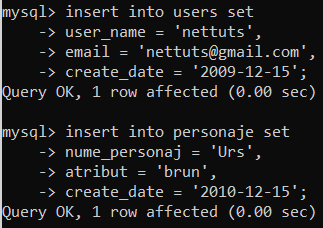 mysql> insert into users set
    -> user_name = 'nettuts',
    -> email = 'nettuts@gmail.com',
    -> create_date = '2009-12-15';
Query OK, 1 row affected (0.00 sec)

mysql> insert into personaje set
    -> nume_personaj = 'Urs',
    -> atribut = 'brun',
    -> create_date = '2010-12-15';
Query OK, 1 row affected (0.00 sec)